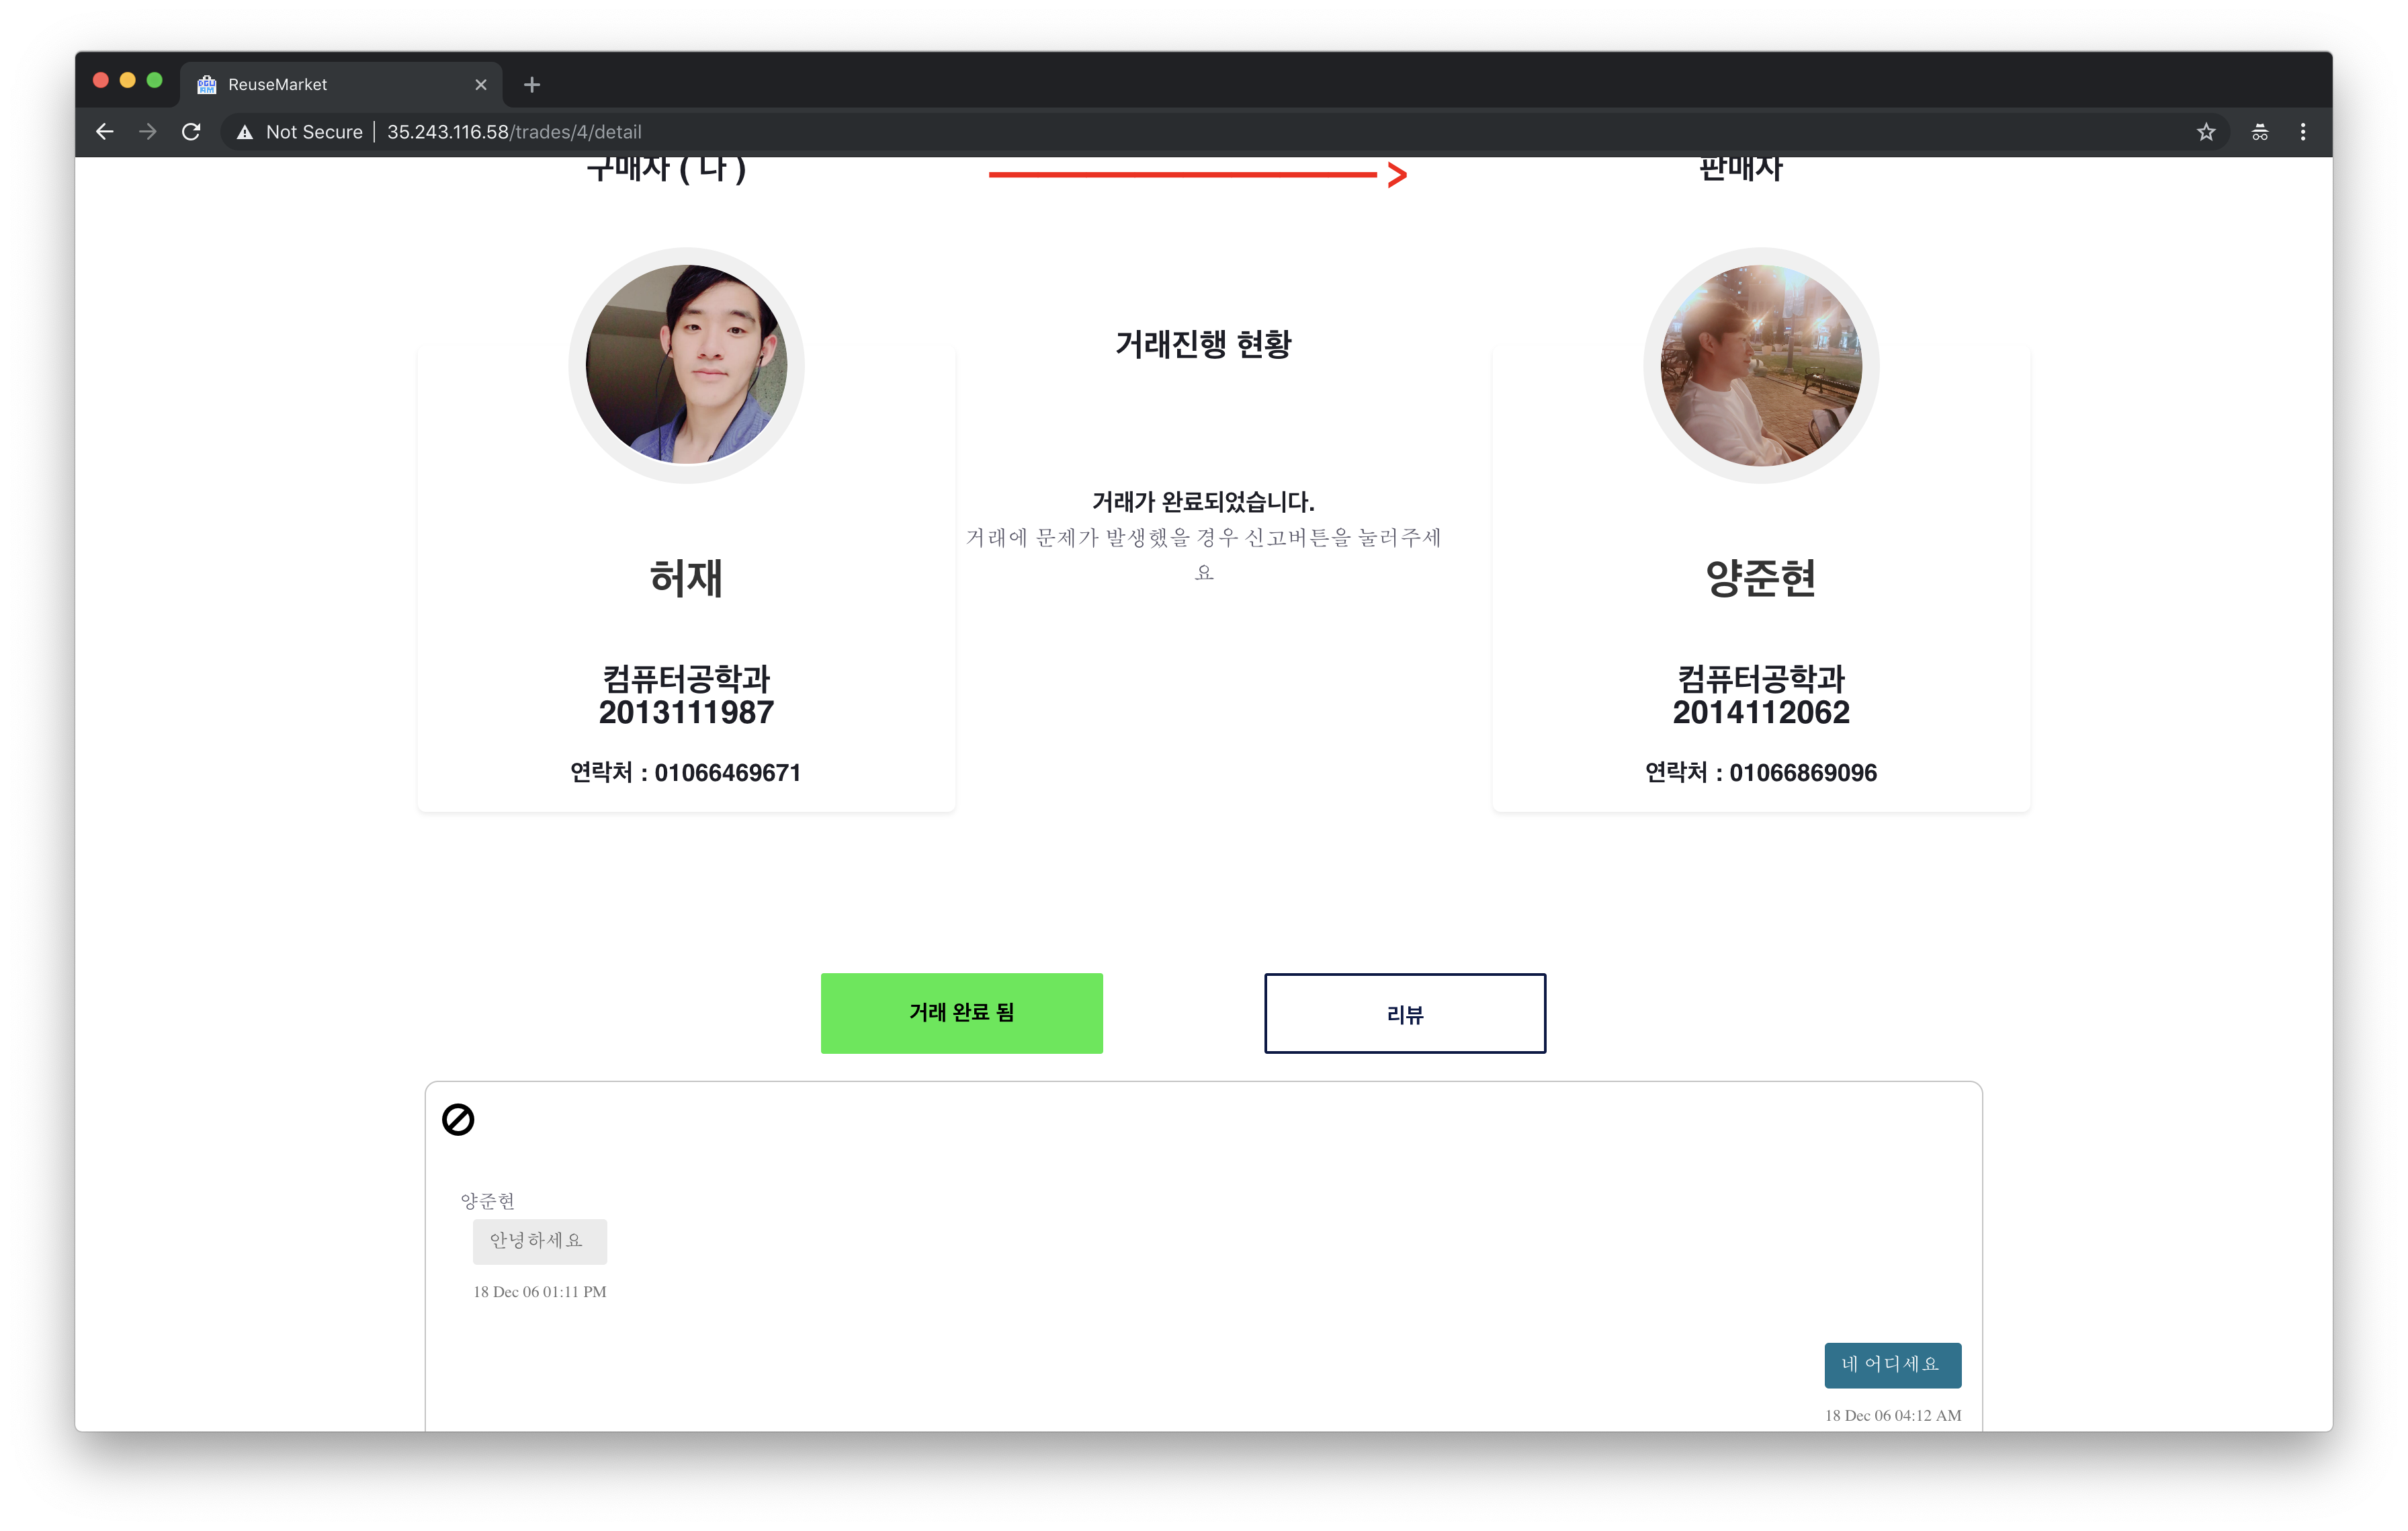 ReuseMarket
Not Secure | 35.243.116.58/trades/4/detail
구매자 ( 나 )
>
판매자
거래진행 현황
거래가 완료되었습니다.
거래에 문제가 발생했을 경우 신고버튼을 눌러주세
요
허재
컴퓨터공학과
2013111987
연락처 : 01066469671
양준현
컴퓨터공학과
2014112062
연락처 : 01066869096
거래 완료 됨
리뷰
양준현
안녕하세요
18 Dec 06 01:11 PM
네 어디세요
18 Dec 06 04:12 AM